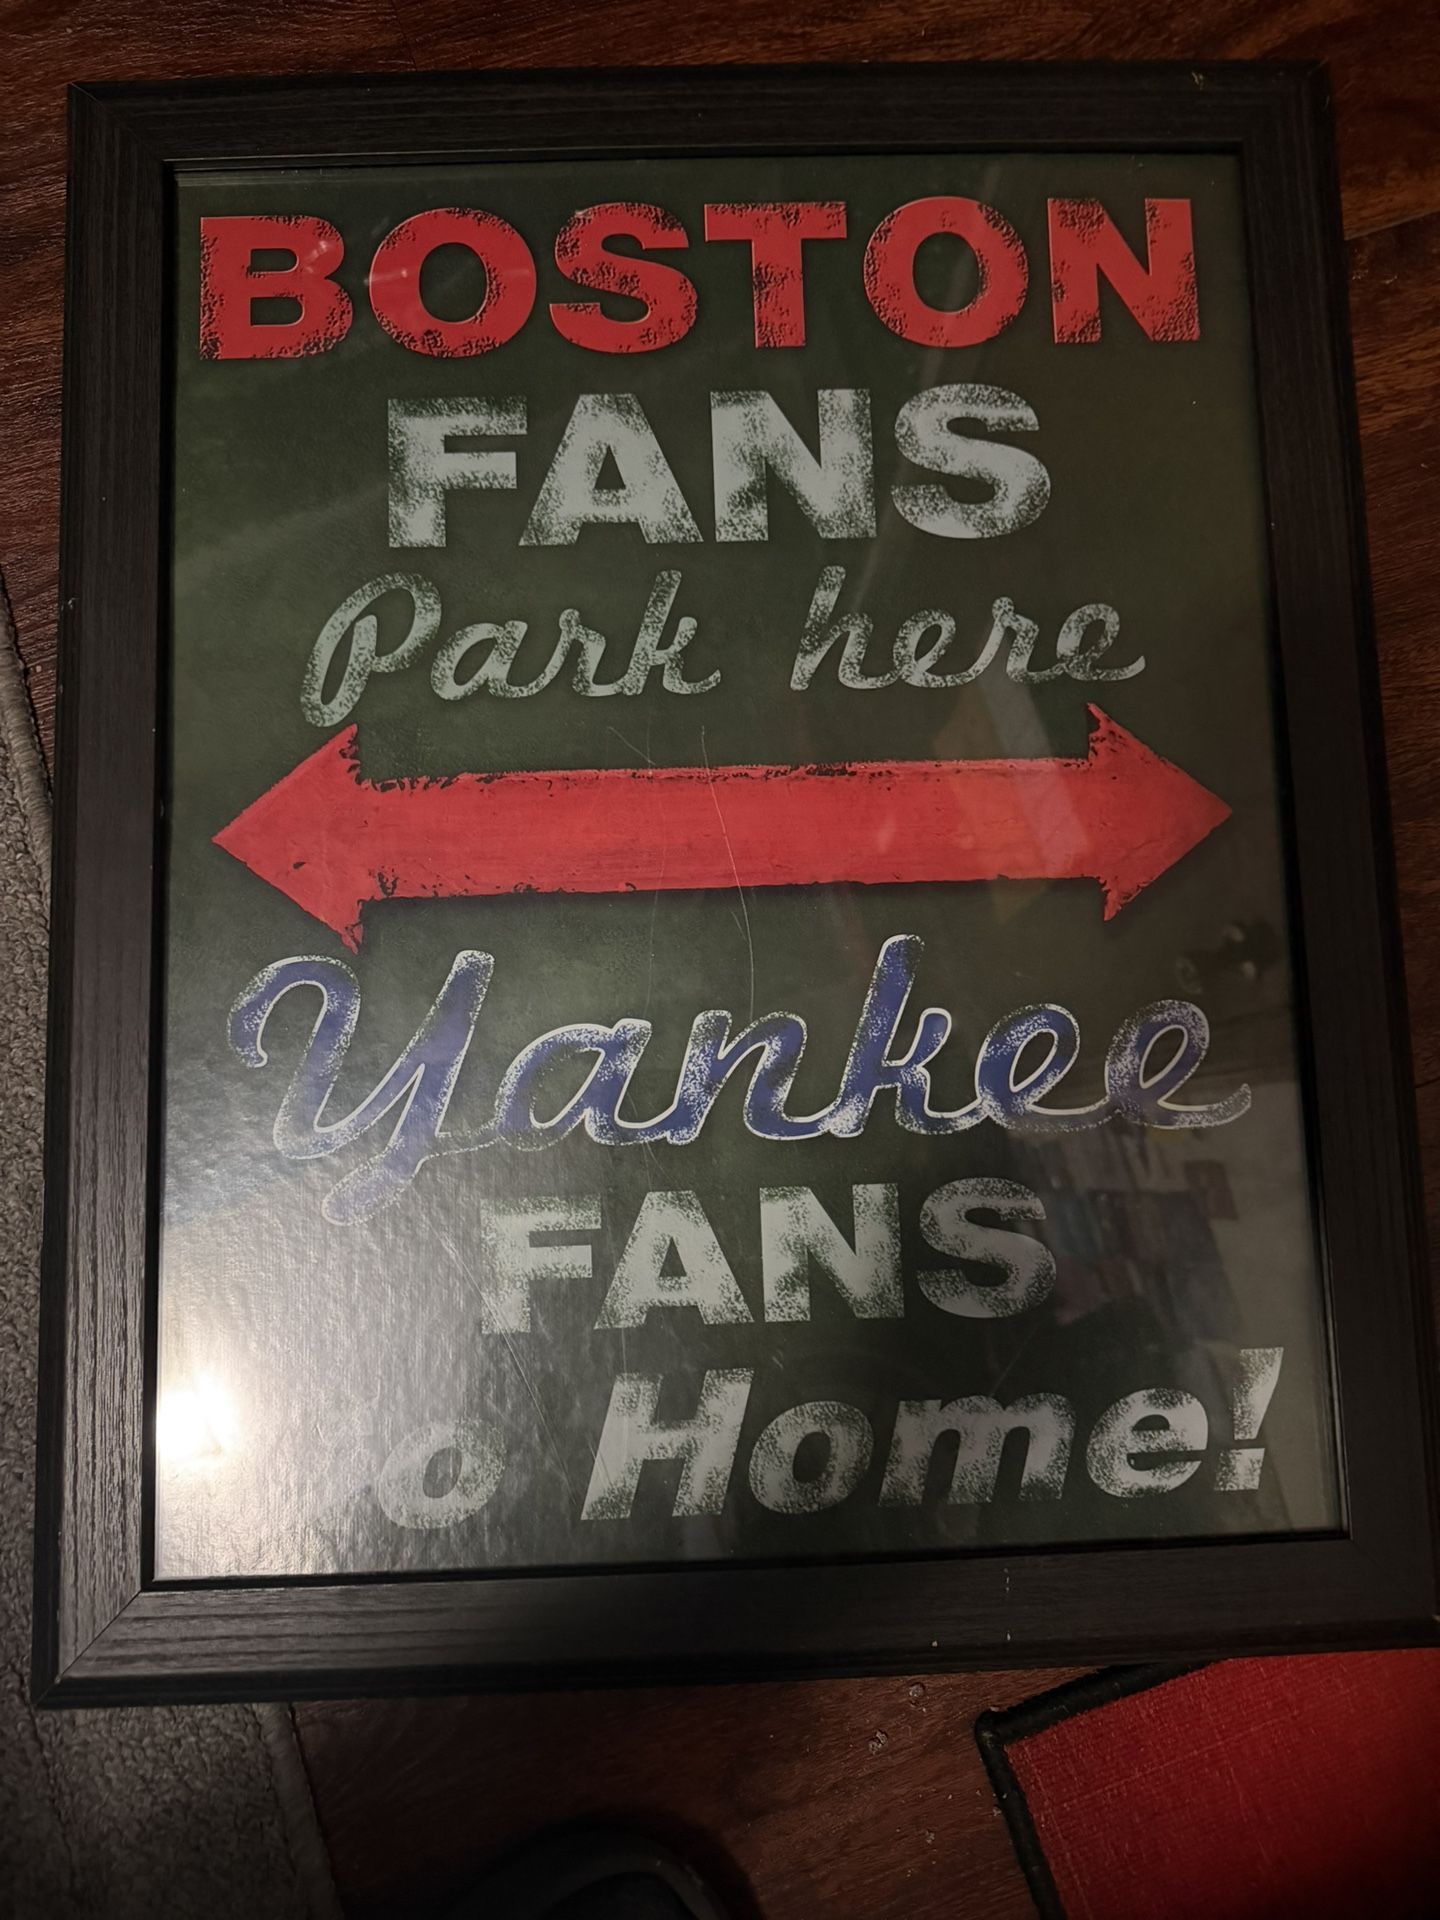 BOSTON
FANS
Park here
Yankee
FANS
o Home!